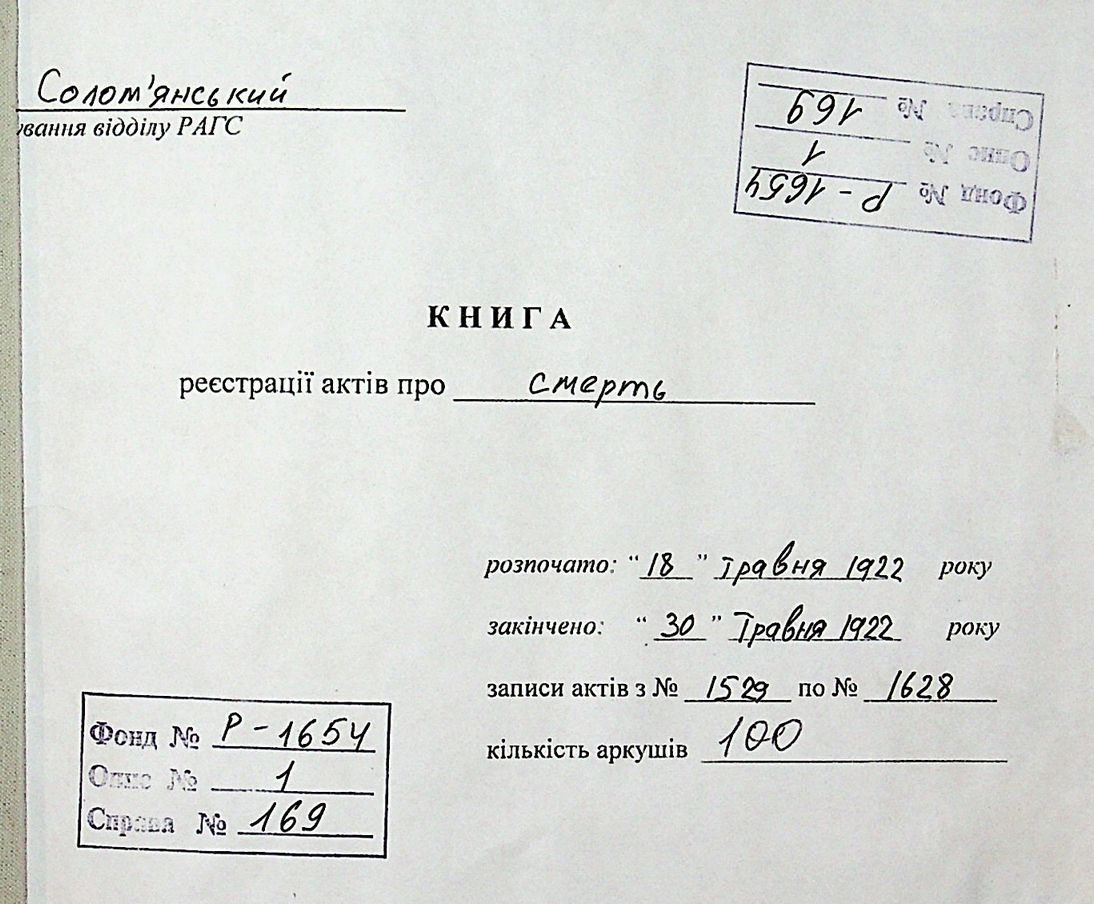 Солом'янський
ування відділу РАГС
Справа № 169
Опис № 1
Фонд № Р-1654
КНИГА
реєстрації актів про смерть
розпочато: "18" травня 1922 року
закінчено: "30" травня 1922 року
записи актів з № 1529 по № 1628
кількість аркушів 100
Фонд № Р-1654
Опис № 1
Справа № 169